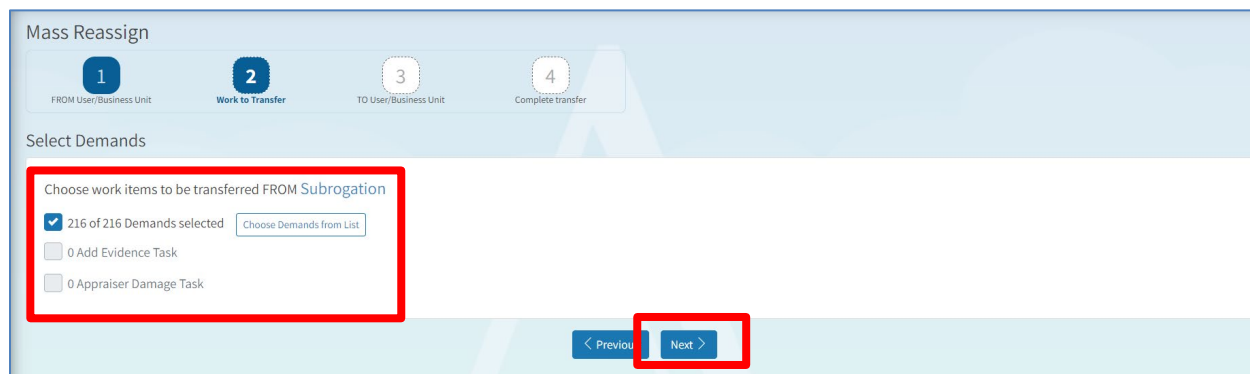 Mass Reassign
1 2 3 4
FROM User/Business Unit Work to Transfer TO User/Business Unit Complete transfer
Select Demands
Choose work items to be transferred FROM Subrogation
216 of 216 Demands selected Choose Demands from List
0 Add Evidence Task
0 Appraiser Damage Task
< Previou Next >